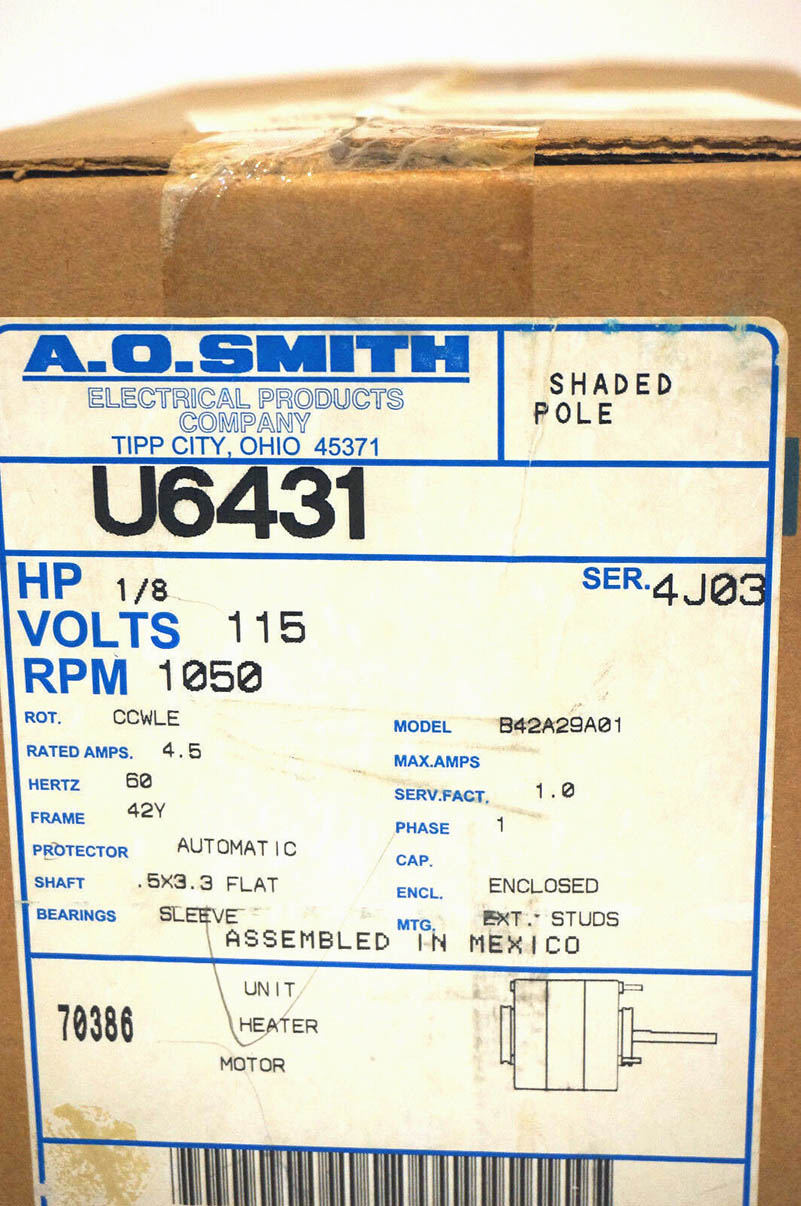 A.O.SMITH
ELECTRICAL PRODUCTS
COMPANY
TIPP CITY, OHIO 45371
SHADED
POLE
U6431
HP 1/8
SER. 4J03
VOLTS 115
RPM 1050
ROT. CCWLE
MODEL B42A29A01
RATED AMPS. 4.5
MAX.AMPS
HERTZ 60
SERV.FACT. 1.0
FRAME 42Y
PHASE 1
PROTECTOR AUTOMATIC
CAP.
SHAFT .5X3.3 FLAT
ENCL. ENCLOSED
BEARINGS SLEEVE
MTG. EXT. STUDS
ASSEMBLED IN MEXICO
70386
UNIT
HEATER
MOTOR